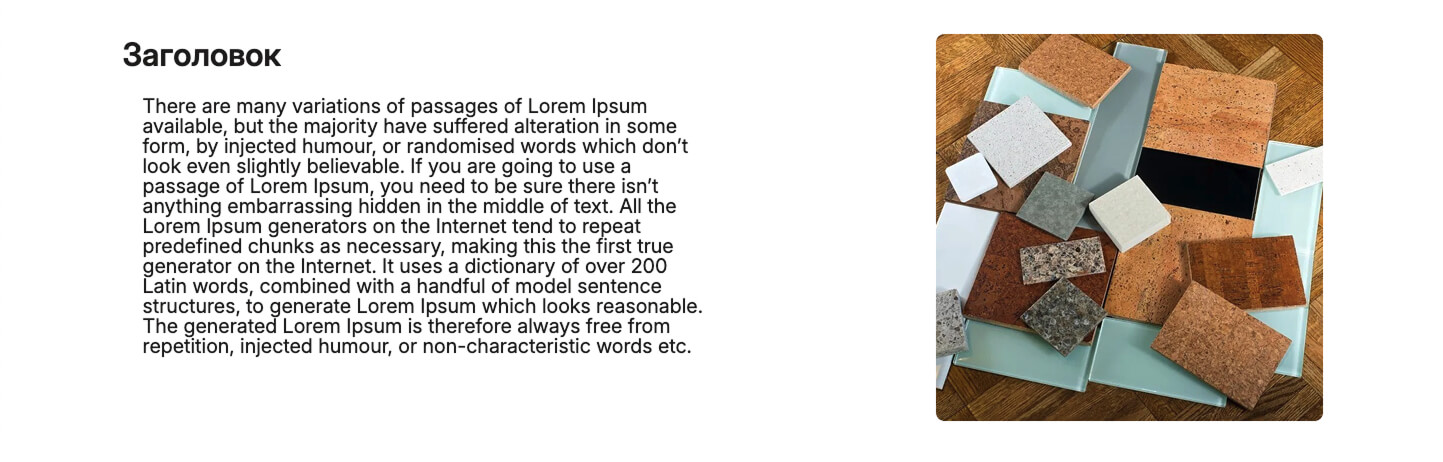 Заголовок
There are many variations of passages of Lorem Ipsum
available, but the majority have suffered alteration in some
form, by injected humour, or randomised words which don’t
look even slightly believable. If you are going to use a
passage of Lorem Ipsum, you need to be sure there isn’t
anything embarrassing hidden in the middle of text. All the
Lorem Ipsum generators on the Internet tend to repeat
predefined chunks as necessary, making this the first true
generator on the Internet. It uses a dictionary of over 200
Latin words, combined with a handful of model sentence
structures, to generate Lorem Ipsum which looks reasonable.
The generated Lorem Ipsum is therefore always free from
repetition, injected humour, or non-characteristic words etc.